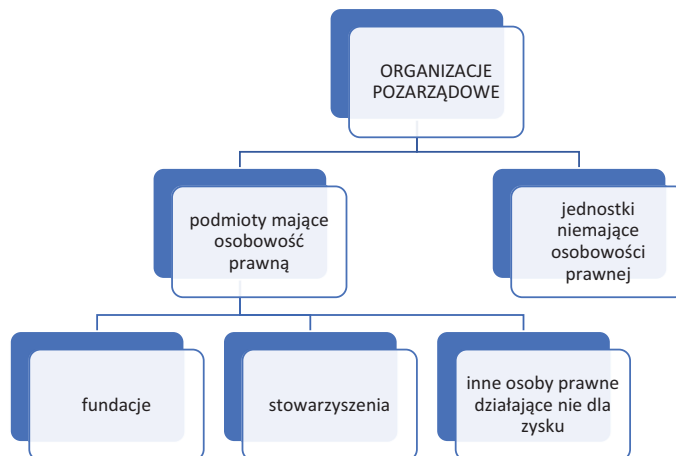 ORGANIZACJE
POZARZĄDOWE
podmioty mające
osobowość
prawną
jednostki
niemające
osobowości
prawnej
fundacje
stowarzyszenia
inne osoby prawne
działające nie dla
zysku